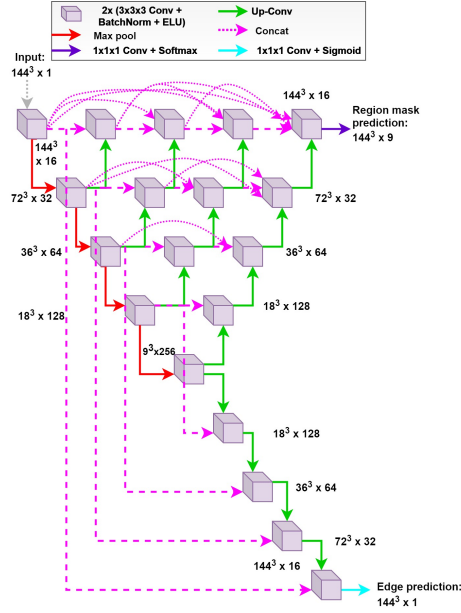 2x (3x3x3 Conv +
BatchNorm + ELU)
Up-Conv
Max pool
Concat
1x1x1 Conv + Softmax
1x1x1 Conv + Sigmoid
Input:
144³ x 1
144³ x 16
Region mask
prediction:
144³ x 9
144³
x 16
72³ x 32
72³ x 32
36³ x 64
36³ x 64
18³ x 128
18³ x 128
9³x256
18³ x 128
36³ x 64
72³ x 32
144³ x 16
Edge prediction:
144³ x 1